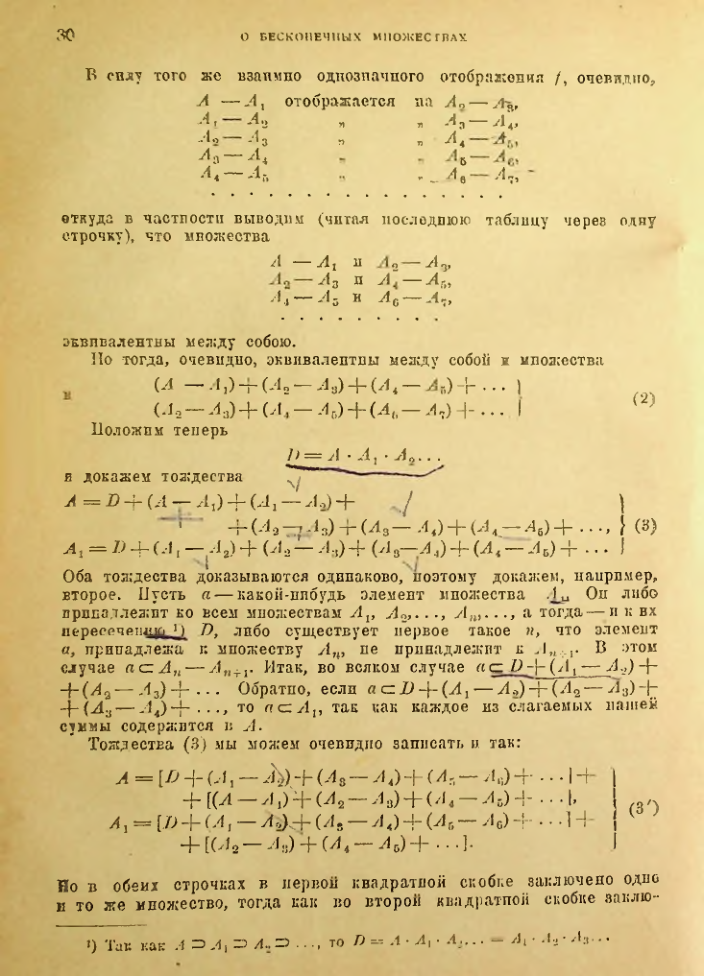 30 О БЕСКОНЕЧНЫХ МНОЖЕСТВАХ
В силу того же взаимно однозначного отображения f, очевидно,
A — A₁ отображается на A₂ — A₃,
A₁ — A₂ „ „ A₃ — A₄,
A₂ — A₃ „ „ A₄ — A₅,
A₃ — A₄ „ „ A₅ — A₆,
A₄ — A₅ „ „ A₆ — A₇,
. . . . . . . . . . . . . . . .
откуда в частности выводим (читая последнюю таблицу через одну
строчку), что множества
A — A₁ и A₂ — A₃,
A₂ — A₃ и A₄ — A₅,
A₄ — A₅ и A₆ — A₇,
. . . . . . . . .
эквивалентны между собою.
Но тогда, очевидно, эквивалентны между собой и множества
(A — A₁) + (A₂ — A₃) + (A₄ — A₅) + ...
и (A₂ — A₃) + (A₄ — A₅) + (A₆ — A₇) + ... (2)
Положим теперь
D = A · A₁ · A₂ ...
и докажем тождества
A = D + (A — A₁) + (A₁ — A₂) +
+ (A₂ — A₃) + (A₃ — A₄) + (A₄ — A₅) + ..., (3)
A₁ = D + (A₁ — A₂) + (A₂ — A₃) + (A₃ — A₄) + (A₄ — A₅) + ...
Оба тождества доказываются одинаково, поэтому докажем, например,
второе. Пусть a — какой-нибудь элемент множества A₁. Он либо
принадлежит ко всем множествам A₁, A₂, ..., Aₙ, ..., а тогда — и к их
пересечению ¹) D, либо существует первое такое n, что элемент
a, принадлежа к множеству Aₙ, не принадлежит к Aₙ₊₁. В этом
случае a ⊂ Aₙ — Aₙ₊₁. Итак, во всяком случае a ⊂ D + (A₁ — A₂) +
+ (A₂ — A₃) + ... Обратно, если a ⊂ D + (A₁ — A₂) + (A₂ — A₃) +
+ (A₃ — A₄) + ..., то a ⊂ A₁, так как каждое из слагаемых нашей
суммы содержится в A.
Тождества (3) мы можем очевидно записать и так:
A = [D + (A₁ — A₂) + (A₃ — A₄) + (A₅ — A₆) + ...] +
+ [(A — A₁) + (A₂ — A₃) + (A₄ — A₅) + ...],
A₁ = [D + (A₁ — A₂) + (A₃ — A₄) + (A₅ — A₆) + ...] + (3′)
+ [(A₂ — A₃) + (A₄ — A₅) + ...].
Но в обеих строчках в первой квадратной скобке заключено одно
и то же множество, тогда как во второй квадратной скобке заклю-
¹) Так как A ⊃ A₁ ⊃ A₂ ⊃ ..., то D = A · A₁ · A₂ ... = A₁ · A₂ · A₃ ...